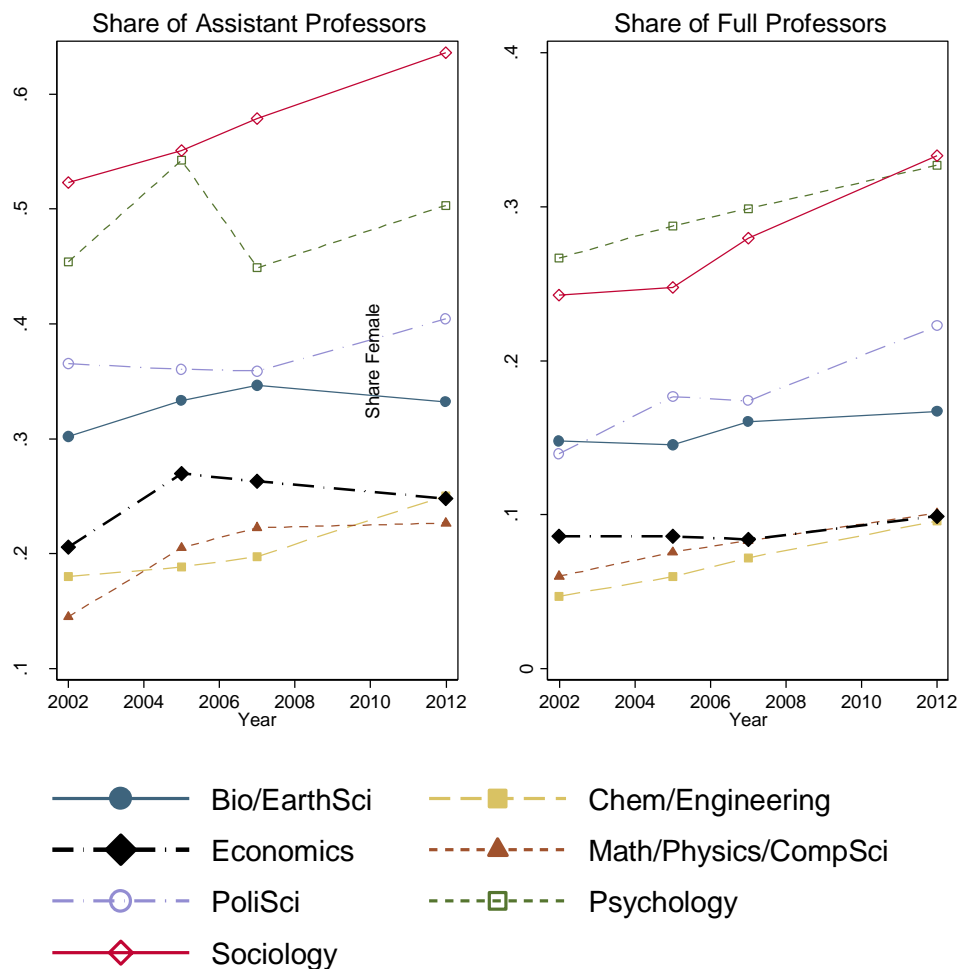 Share of Assistant Professors
.6
.5
.4
.3
.2
.1
2002 2004 2006 2008 2010 2012
Year
Share Female
Share of Full Professors
.4
.3
.2
.1
0
2002 2004 2006 2008 2010 2012
Year
Bio/EarthSci
Chem/Engineering
Economics
Math/Physics/CompSci
PoliSci
Psychology
Sociology